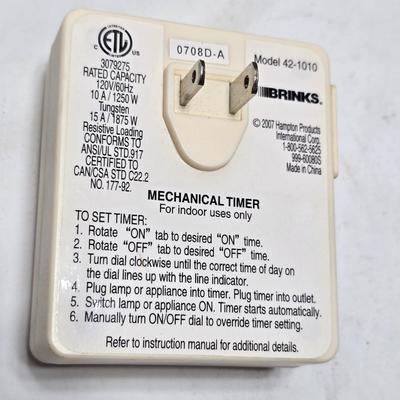 ETL
C US
3079275
RATED CAPACITY
120V/60Hz
10 A / 1250 W
Tungsten
15 A / 1875 W
Resistive Loading
CONFORMS TO
ANSI/UL STD.917
CERTIFIED TO
CAN/CSA STD C22.2
NO. 177-92.
0708D-A
Model 42-1010
BRINKS
© 2007 Hampton Products
International Corp.
1-800-562-5625
999-60080S
Made in China
MECHANICAL TIMER
For indoor uses only
TO SET TIMER:
1. Rotate “ON” tab to desired “ON” time.
2. Rotate “OFF” tab to desired “OFF” time.
3. Turn dial clockwise until the correct time of day on
the dial lines up with the line indicator.
4. Plug lamp or appliance into timer. Plug timer into outlet.
5. Switch lamp or appliance ON. Timer starts automatically.
6. Manually turn ON/OFF dial to override timer setting.
Refer to instruction manual for additional details.